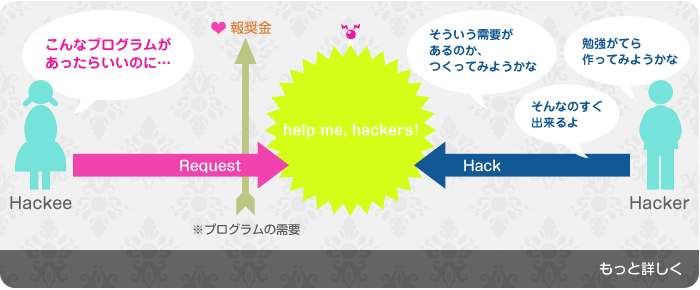 こんなプログラムが
あったらいいのに…
報奨金
そういう需要が
あるのか、
つくってみようかな
勉強がてら
作ってみようかな
そんなのすぐ
出来るよ
help me, hackers!
Request
Hack
Hackee
Hacker
※プログラムの需要
もっと詳しく